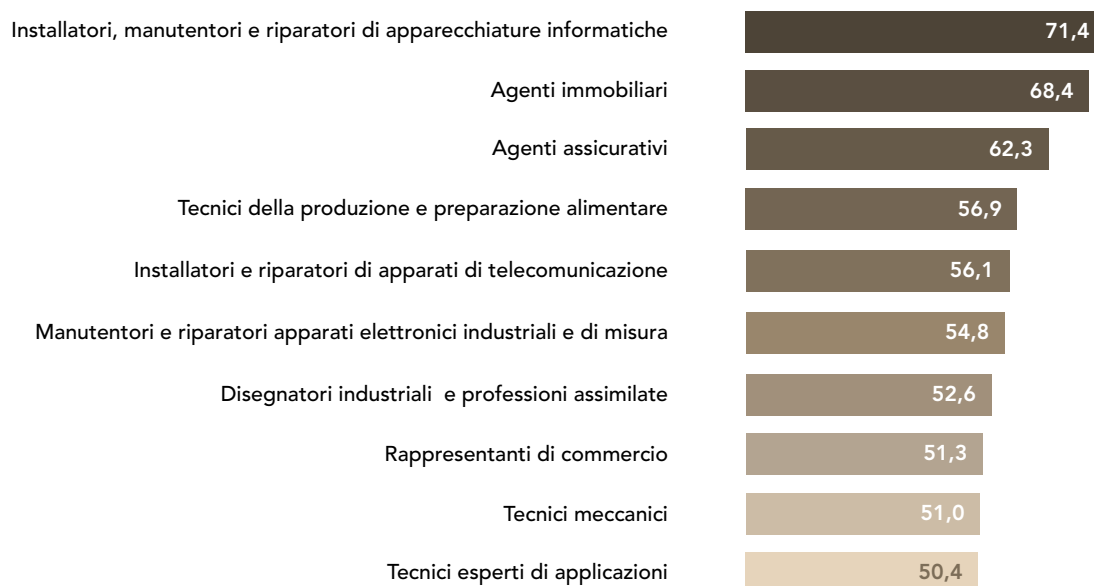 Installatori, manutentori e riparatori di apparecchiature informatiche 71,4
Agenti immobiliari 68,4
Agenti assicurativi 62,3
Tecnici della produzione e preparazione alimentare 56,9
Installatori e riparatori di apparati di telecomunicazione 56,1
Manutentori e riparatori apparati elettronici industriali e di misura 54,8
Disegnatori industriali e professioni assimilate 52,6
Rappresentanti di commercio 51,3
Tecnici meccanici 51,0
Tecnici esperti di applicazioni 50,4